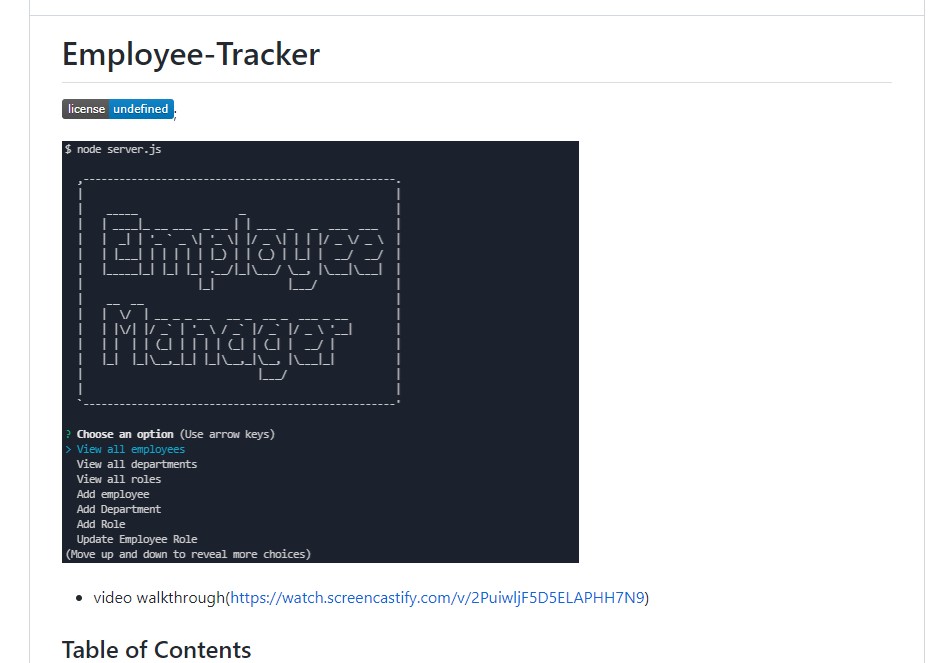 Employee-Tracker
license undefined;
$ node server.js
Employee
Manager
? Choose an option (Use arrow keys)
> View all employees
View all departments
View all roles
Add employee
Add Department
Add Role
Update Employee Role
(Move up and down to reveal more choices)
• video walkthrough(https://watch.screencastify.com/v/2PuiwljF5D5ELAPHH7N9)
Table of Contents